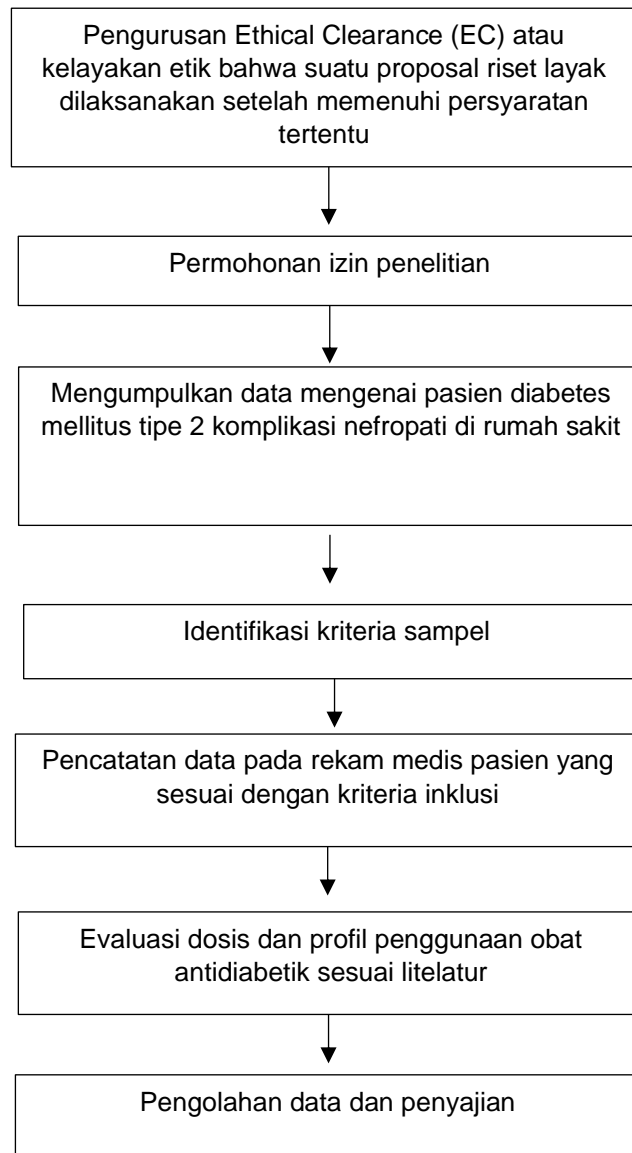 Pengurusan Ethical Clearance (EC) atau
kelayakan etik bahwa suatu proposal riset layak
dilaksanakan setelah memenuhi persyaratan
tertentu
Permohonan izin penelitian
Mengumpulkan data mengenai pasien diabetes
mellitus tipe 2 komplikasi nefropati di rumah sakit
Identifikasi kriteria sampel
Pencatatan data pada rekam medis pasien yang
sesuai dengan kriteria inklusi
Evaluasi dosis dan profil penggunaan obat
antidiabetik sesuai litelatur
Pengolahan data dan penyajian